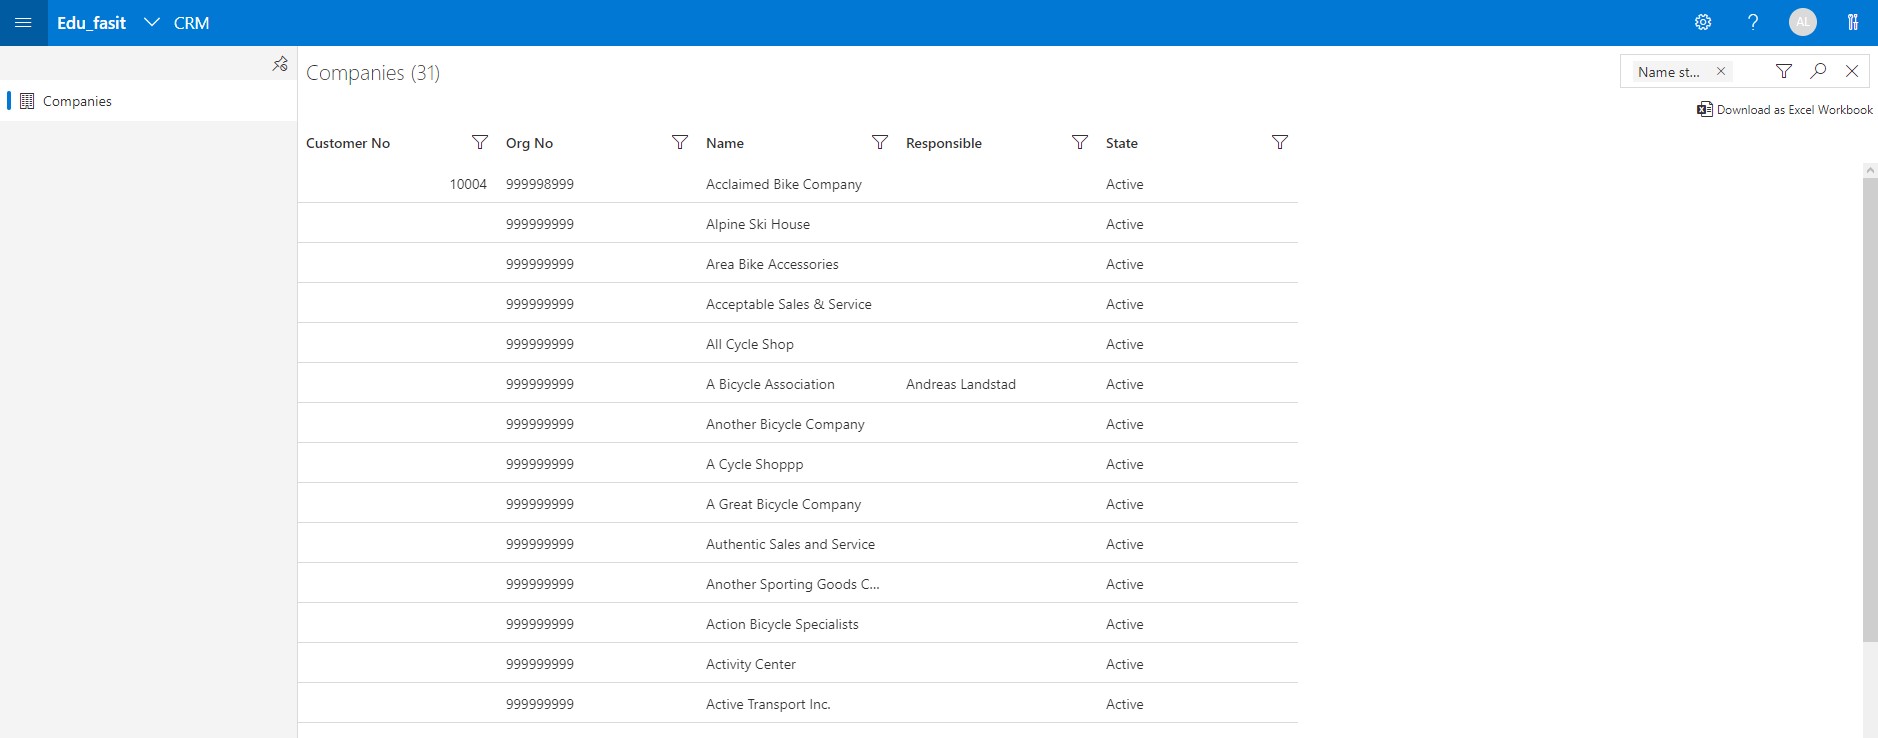 Edu_fasit CRM AL
Companies
Companies (31)
Name st...
Download as Excel Workbook
Customer No Org No Name Responsible State
10004 999998999 Acclaimed Bike Company Active
999999999 Alpine Ski House Active
999999999 Area Bike Accessories Active
999999999 Acceptable Sales & Service Active
999999999 All Cycle Shop Active
999999999 A Bicycle Association Andreas Landstad Active
999999999 Another Bicycle Company Active
999999999 A Cycle Shoppp Active
999999999 A Great Bicycle Company Active
999999999 Authentic Sales and Service Active
999999999 Another Sporting Goods C... Active
999999999 Action Bicycle Specialists Active
999999999 Activity Center Active
999999999 Active Transport Inc. Active